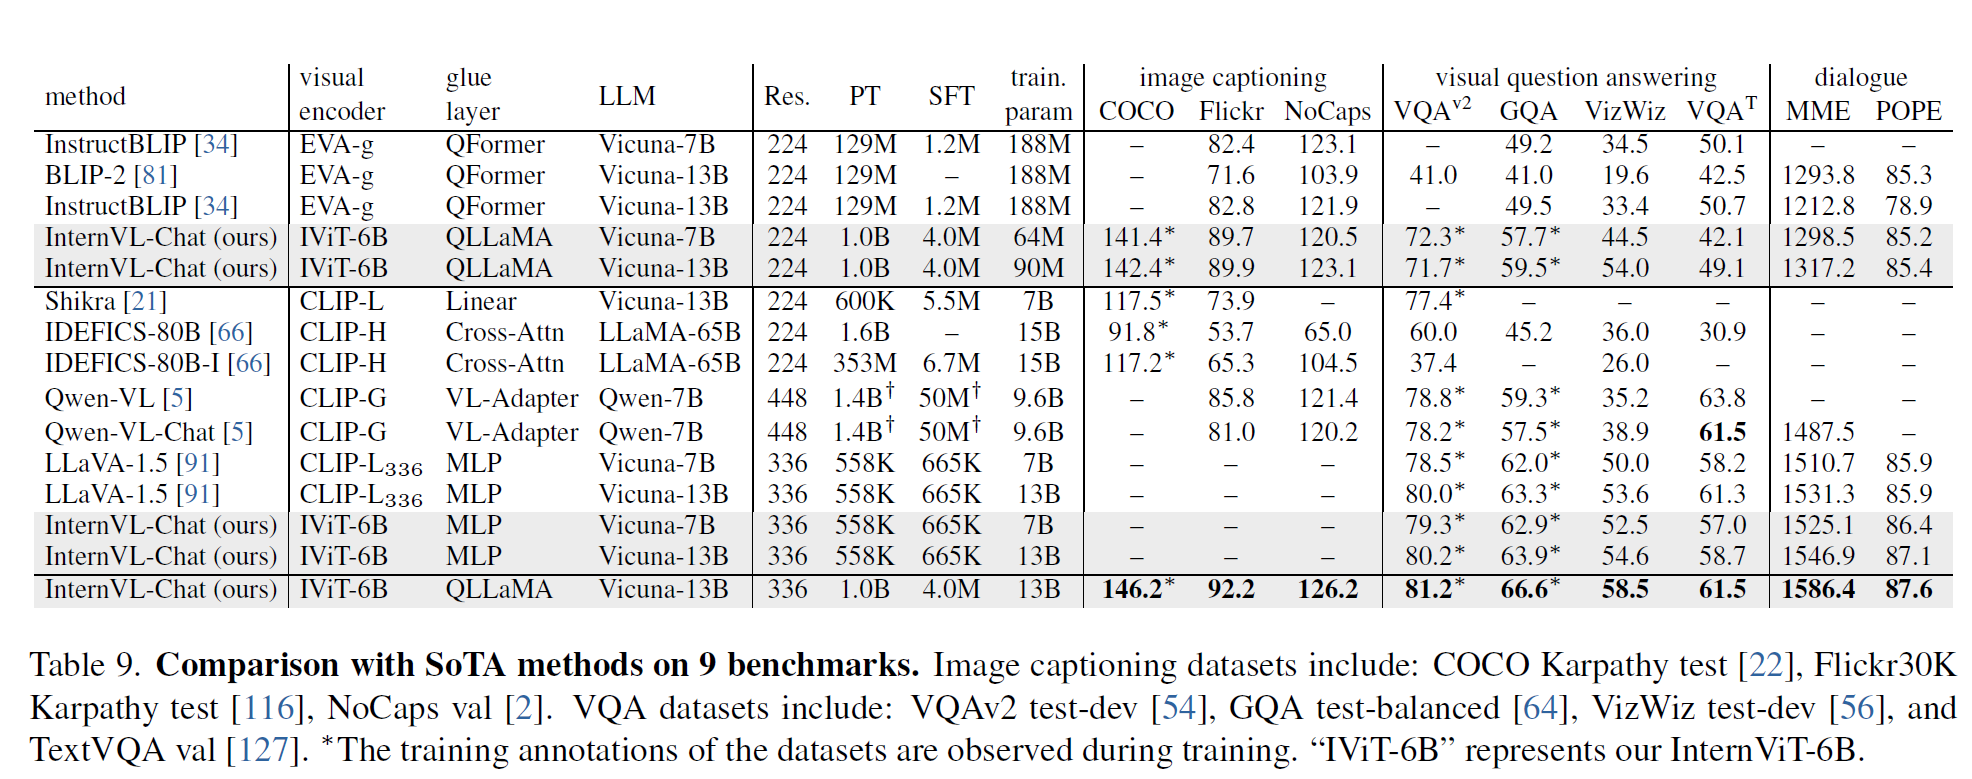 method visual encoder glue layer LLM Res. PT SFT train. param image captioning visual question answering dialogue
COCO Flickr NoCaps VQAv2 GQA VizWiz VQAT MME POPE
InstructBLIP [34] EVA-g QFormer Vicuna-7B 224 129M 1.2M 188M – 82.4 123.1 – 49.2 34.5 50.1 – –
BLIP-2 [81] EVA-g QFormer Vicuna-13B 224 129M – 188M – 71.6 103.9 41.0 41.0 19.6 42.5 1293.8 85.3
InstructBLIP [34] EVA-g QFormer Vicuna-13B 224 129M 1.2M 188M – 82.8 121.9 – 49.5 33.4 50.7 1212.8 78.9
InternVL-Chat (ours) IViT-6B QLLaMA Vicuna-7B 224 1.0B 4.0M 64M 141.4* 89.7 120.5 72.3* 57.7* 44.5 42.1 1298.5 85.2
InternVL-Chat (ours) IViT-6B QLLaMA Vicuna-13B 224 1.0B 4.0M 90M 142.4* 89.9 123.1 71.7* 59.5* 54.0 49.1 1317.2 85.4
Shikra [21] CLIP-L Linear Vicuna-13B 224 600K 5.5M 7B 117.5* 73.9 – 77.4* – – – – –
IDEFICS-80B [66] CLIP-H Cross-Attn LLaMA-65B 224 1.6B – 15B 91.8* 53.7 65.0 60.0 45.2 36.0 30.9 – –
IDEFICS-80B-I [66] CLIP-H Cross-Attn LLaMA-65B 224 353M 6.7M 15B 117.2* 65.3 104.5 37.4 – 26.0 – – –
Qwen-VL [5] CLIP-G VL-Adapter Qwen-7B 448 1.4B† 50M† 9.6B – 85.8 121.4 78.8* 59.3* 35.2 63.8 – –
Qwen-VL-Chat [5] CLIP-G VL-Adapter Qwen-7B 448 1.4B† 50M† 9.6B – 81.0 120.2 78.2* 57.5* 38.9 61.5 1487.5 –
LLaVA-1.5 [91] CLIP-L336 MLP Vicuna-7B 336 558K 665K 7B – – – 78.5* 62.0* 50.0 58.2 1510.7 85.9
LLaVA-1.5 [91] CLIP-L336 MLP Vicuna-13B 336 558K 665K 13B – – – 80.0* 63.3* 53.6 61.3 1531.3 85.9
InternVL-Chat (ours) IViT-6B MLP Vicuna-7B 336 558K 665K 7B – – – 79.3* 62.9* 52.5 57.0 1525.1 86.4
InternVL-Chat (ours) IViT-6B MLP Vicuna-13B 336 558K 665K 13B – – – 80.2* 63.9* 54.6 58.7 1546.9 87.1
InternVL-Chat (ours) IViT-6B QLLaMA Vicuna-13B 336 1.0B 4.0M 13B 146.2* 92.2 126.2 81.2* 66.6* 58.5 61.5 1586.4 87.6
Table 9. Comparison with SoTA methods on 9 benchmarks. Image captioning datasets include: COCO Karpathy test [22], Flickr30K
Karpathy test [116], NoCaps val [2]. VQA datasets include: VQAv2 test-dev [54], GQA test-balanced [64], VizWiz test-dev [56], and
TextVQA val [127]. *The training annotations of the datasets are observed during training. “IViT-6B” represents our InternViT-6B.